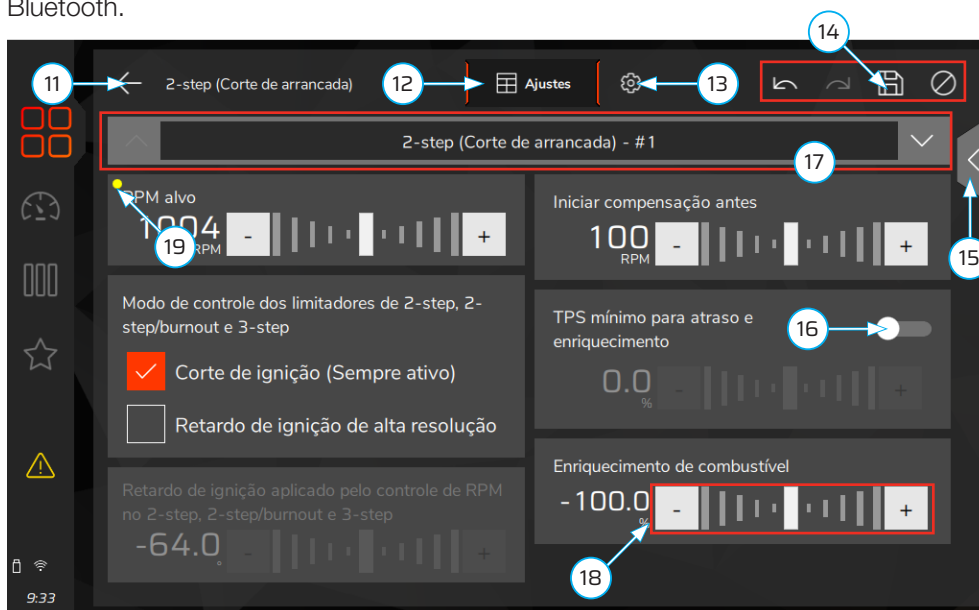 Bluetooth.
14
11
2-step (Corte de arrancada)
12
Ajustes
13
2-step (Corte de arrancada) - #1
17
15
RPM alvo
1004
RPM
-
+
19
Iniciar compensação antes
100
RPM
-
+
Modo de controle dos limitadores de 2-step, 2-
step/burnout e 3-step
Corte de ignição (Sempre ativo)
Retardo de ignição de alta resolução
TPS mínimo para atraso e
enriquecimento
16
0.0
%
-
+
Retardo de ignição aplicado pelo controle de RPM
no 2-step, 2-step/burnout e 3-step
-64.0
°
-
+
Enriquecimento de combustível
-100.0
%
-
+
18
9:33